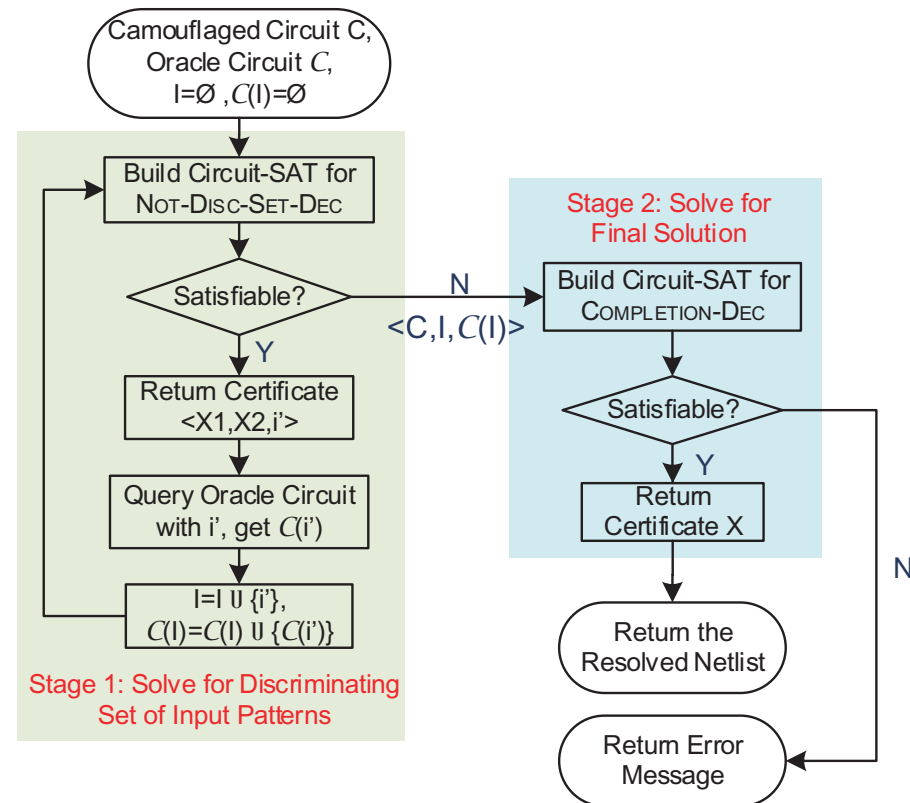 Camouflaged Circuit C,
Oracle Circuit C,
I=Ø ,C(I)=Ø
Build Circuit-SAT for
NOT-DISC-SET-DEC
Satisfiable?
Y
Return Certificate
<X1,X2,i’>
Query Oracle Circuit
with i’, get C(i’)
I=I U {i’},
C(I)=C(I) U {C(i’)}
Stage 1: Solve for Discriminating
Set of Input Patterns
N
<C,I,C(I)>
Stage 2: Solve for
Final Solution
Build Circuit-SAT for
COMPLETION-DEC
Satisfiable?
Y
Return
Certificate X
N
Return the
Resolved Netlist
Return Error
Message